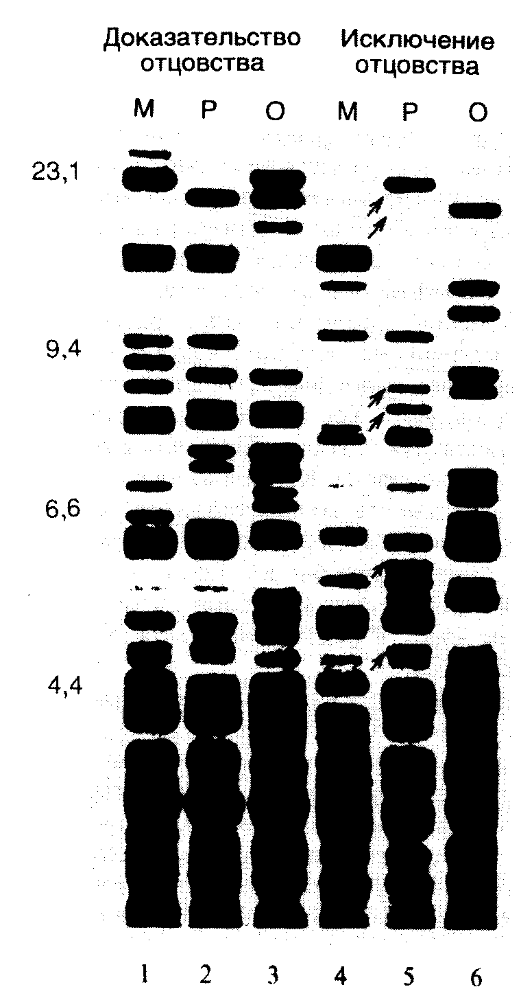 Доказательство Исключение
отцовства отцовства
М Р О М Р О
23,1
9,4
6,6
4,4
1 2 3 4 5 6